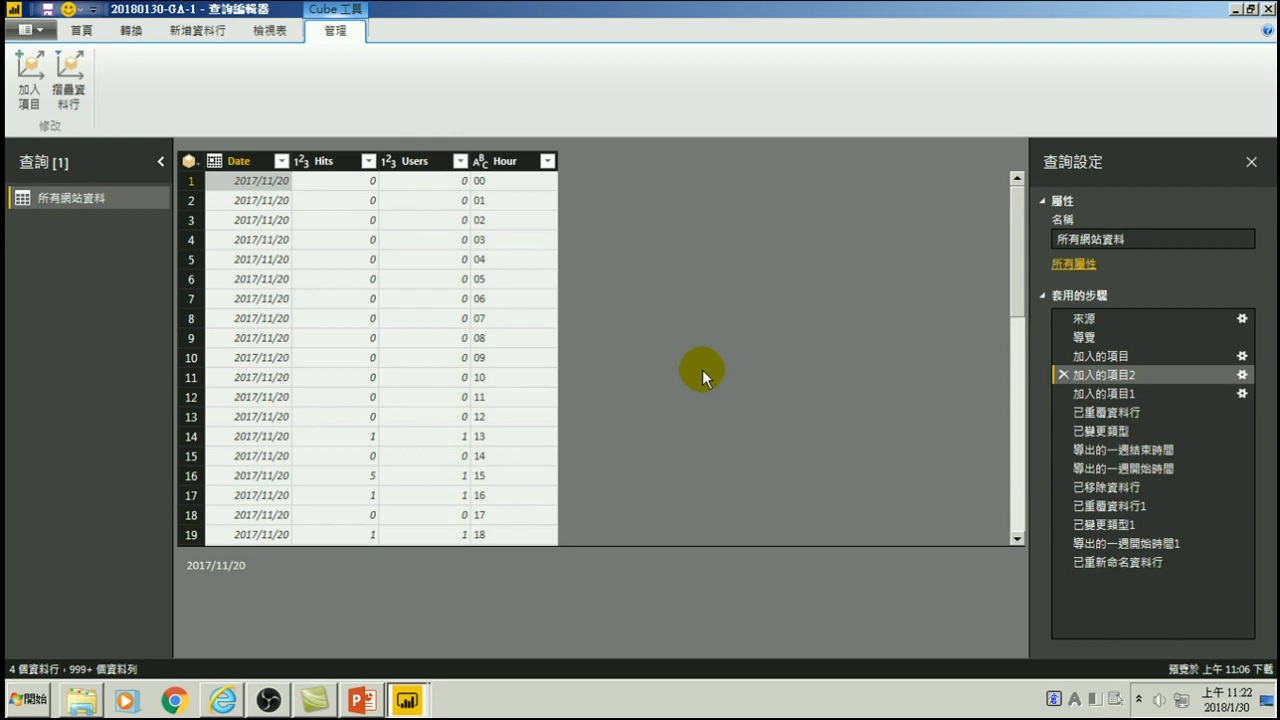 20180130-GA-1 - 查詢編輯器
Cube 工具
首頁 轉換 新增資料行 檢視表 管理
加入項目
摺疊資料行
修改
查詢 [1]
所有網站資料
Date Hits Users Hour
1 2017/11/20 0 0 00
2 2017/11/20 0 0 01
3 2017/11/20 0 0 02
4 2017/11/20 0 0 03
5 2017/11/20 0 0 04
6 2017/11/20 0 0 05
7 2017/11/20 0 0 06
8 2017/11/20 0 0 07
9 2017/11/20 0 0 08
10 2017/11/20 0 0 09
11 2017/11/20 0 0 10
12 2017/11/20 0 0 11
13 2017/11/20 0 0 12
14 2017/11/20 1 1 13
15 2017/11/20 0 0 14
16 2017/11/20 5 1 15
17 2017/11/20 1 1 16
18 2017/11/20 0 0 17
19 2017/11/20 1 1 18
2017/11/20
查詢設定
屬性
名稱
所有網站資料
所有屬性
套用的步驟
來源
導覽
加入的項目
加入的項目2
加入的項目1
已重覆資料行
已變更類型
導出的一週結束時間
導出的一週開始時間
已移除資料行
已重覆資料行1
已變更類型1
導出的一週開始時間1
已重新命名資料行
4 個資料行，999+ 個資料列
預覽於 上午 11:06 下載
開始
上午 11:22
2018/1/30